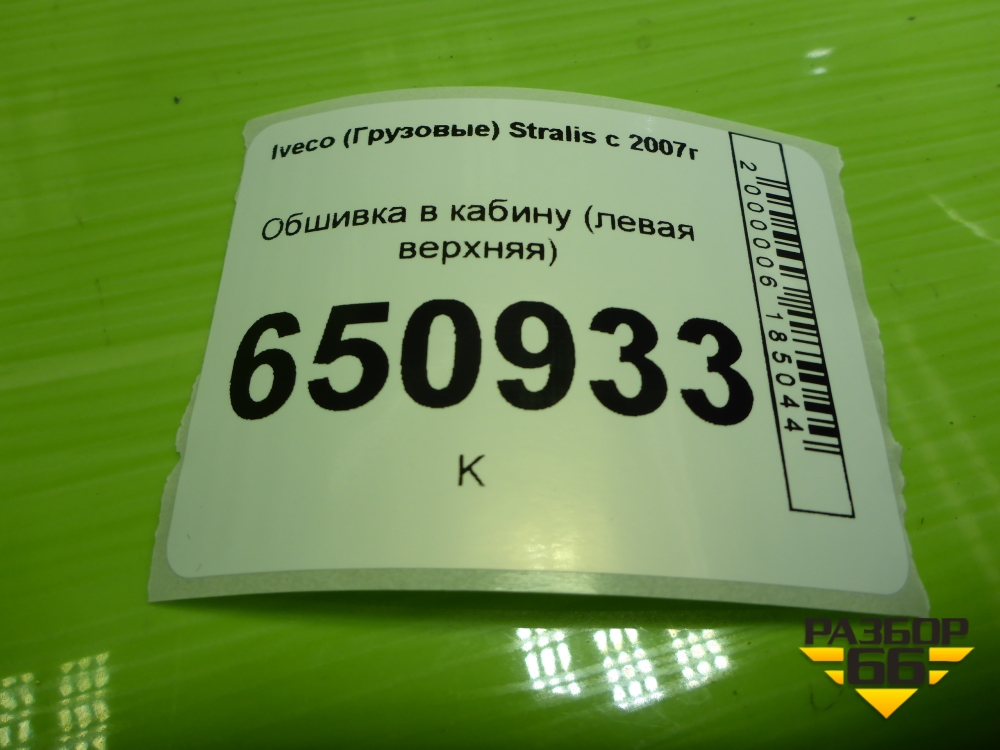 Iveco (Грузовые) Stralis с 2007г
Обшивка в кабину (левая
верхняя)
650933
К
2000006185044
РАЗБОР
66